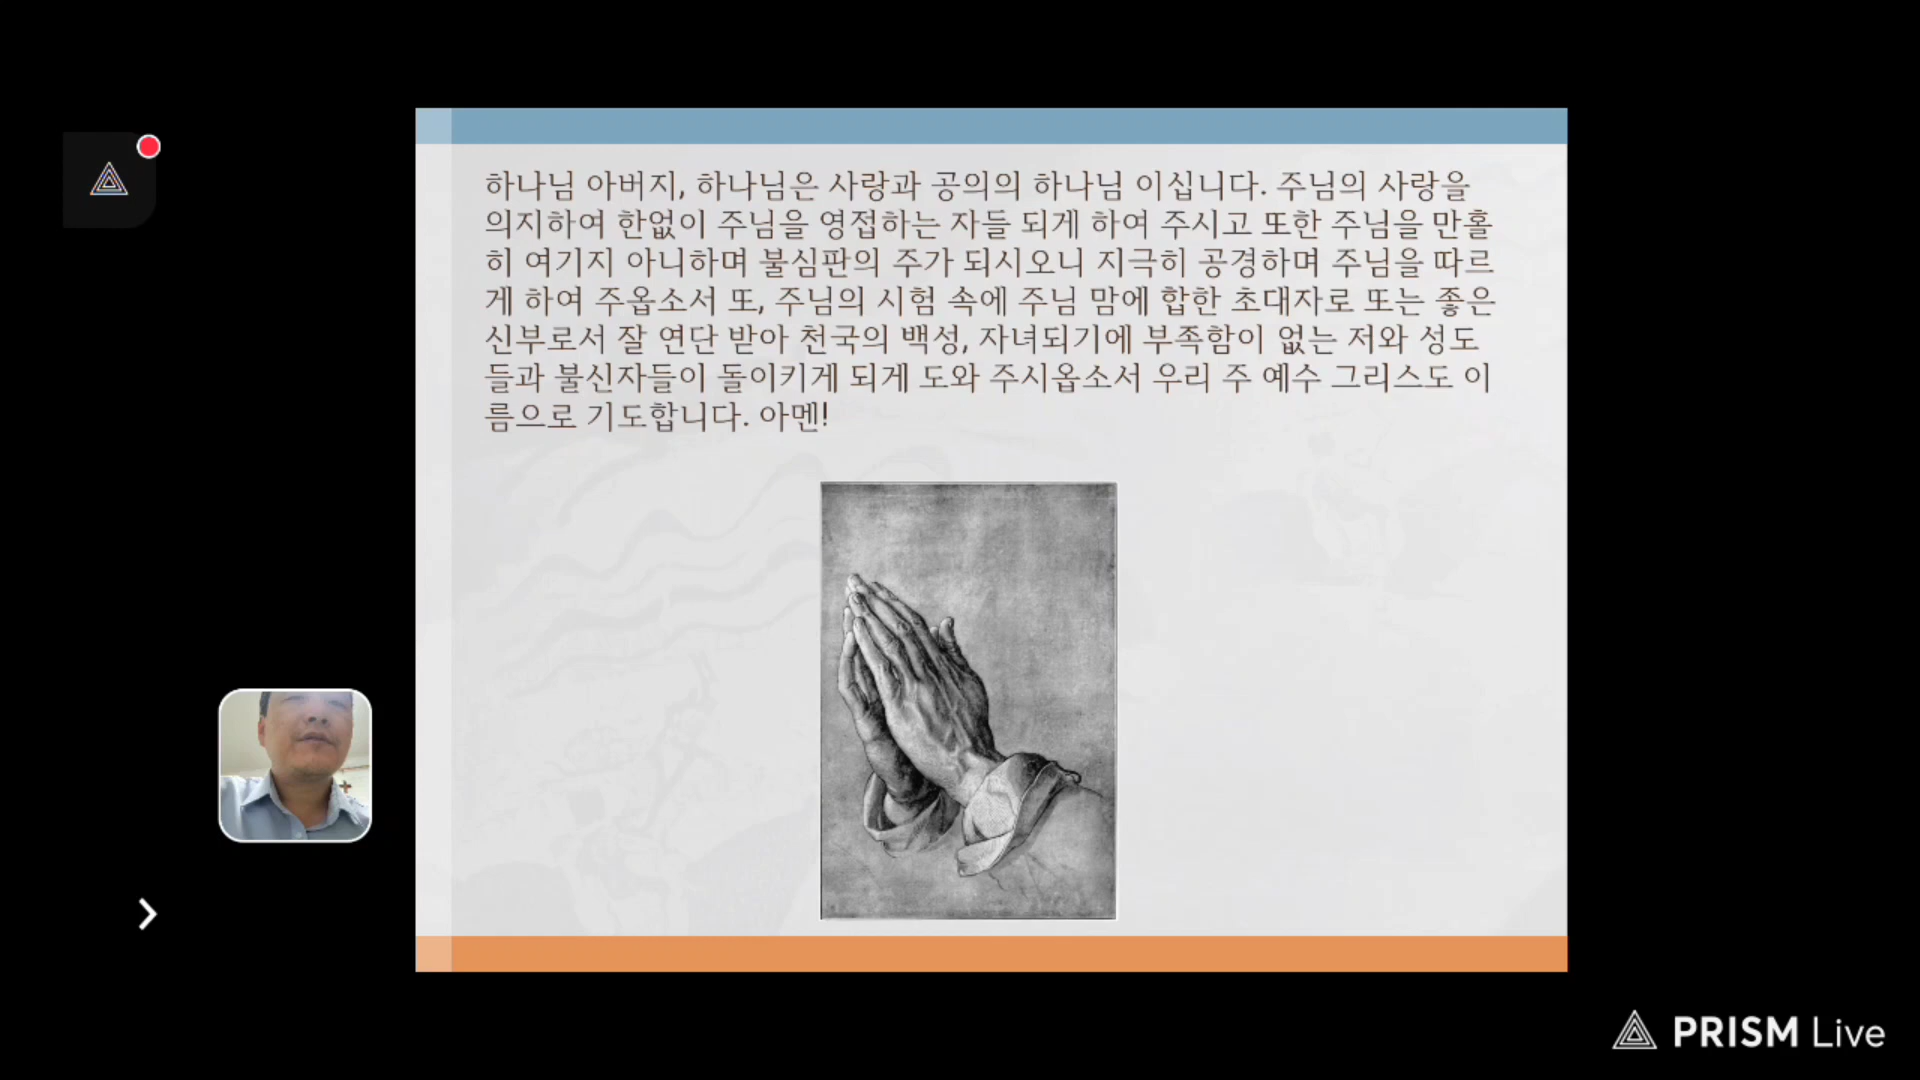 하나님 아버지, 하나님은 사랑과 공의의 하나님 이십니다. 주님의 사랑을
의지하여 한없이 주님을 영접하는 자들 되게 하여 주시고 또한 주님을 만홀
히 여기지 아니하며 불심판의 주가 되시오니 지극히 공경하며 주님을 따르
게 하여 주옵소서 또, 주님의 시험 속에 주님 맘에 합한 초대자로 또는 좋은
신부로서 잘 연단 받아 천국의 백성, 자녀되기에 부족함이 없는 저와 성도
들과 불신자들이 돌이키게 되게 도와 주시옵소서 우리 주 예수 그리스도 이
름으로 기도합니다. 아멘!
PRISM Live